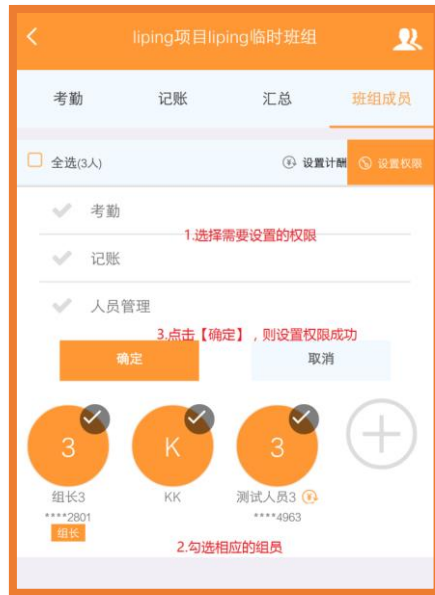 liping项目liping临时班组
考勤 记账 汇总 班组成员
全选(3人) 设置计酬 设置权限
考勤
1.选择需要设置的权限
记账
人员管理
3.点击【确定】，则设置权限成功
确定 取消
3 K 3
组长3 KK 测试人员3
****2801 ****4963
组长
2.勾选相应的组员